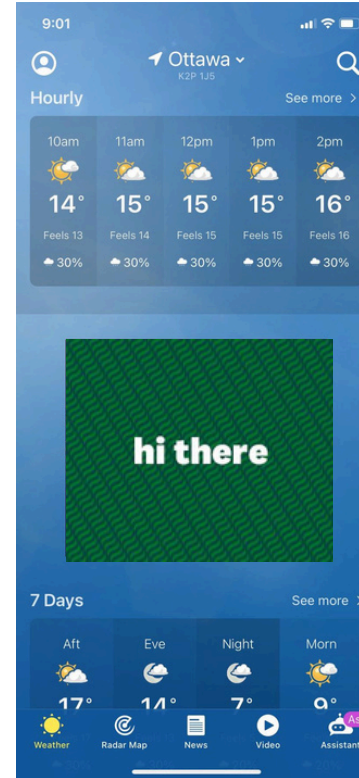 9:01
Ottawa
K2P 1J5
Hourly See more >
10am 11am 12pm 1pm 2pm
14° 15° 15° 15° 16°
Feels 13 Feels 14 Feels 15 Feels 15 Feels 16
30% 30% 30% 30% 30%
hi there
7 Days See more
Aft Eve Night Morn
17° 14° 7° 9°
As
Weather Radar Map News Video Assistant